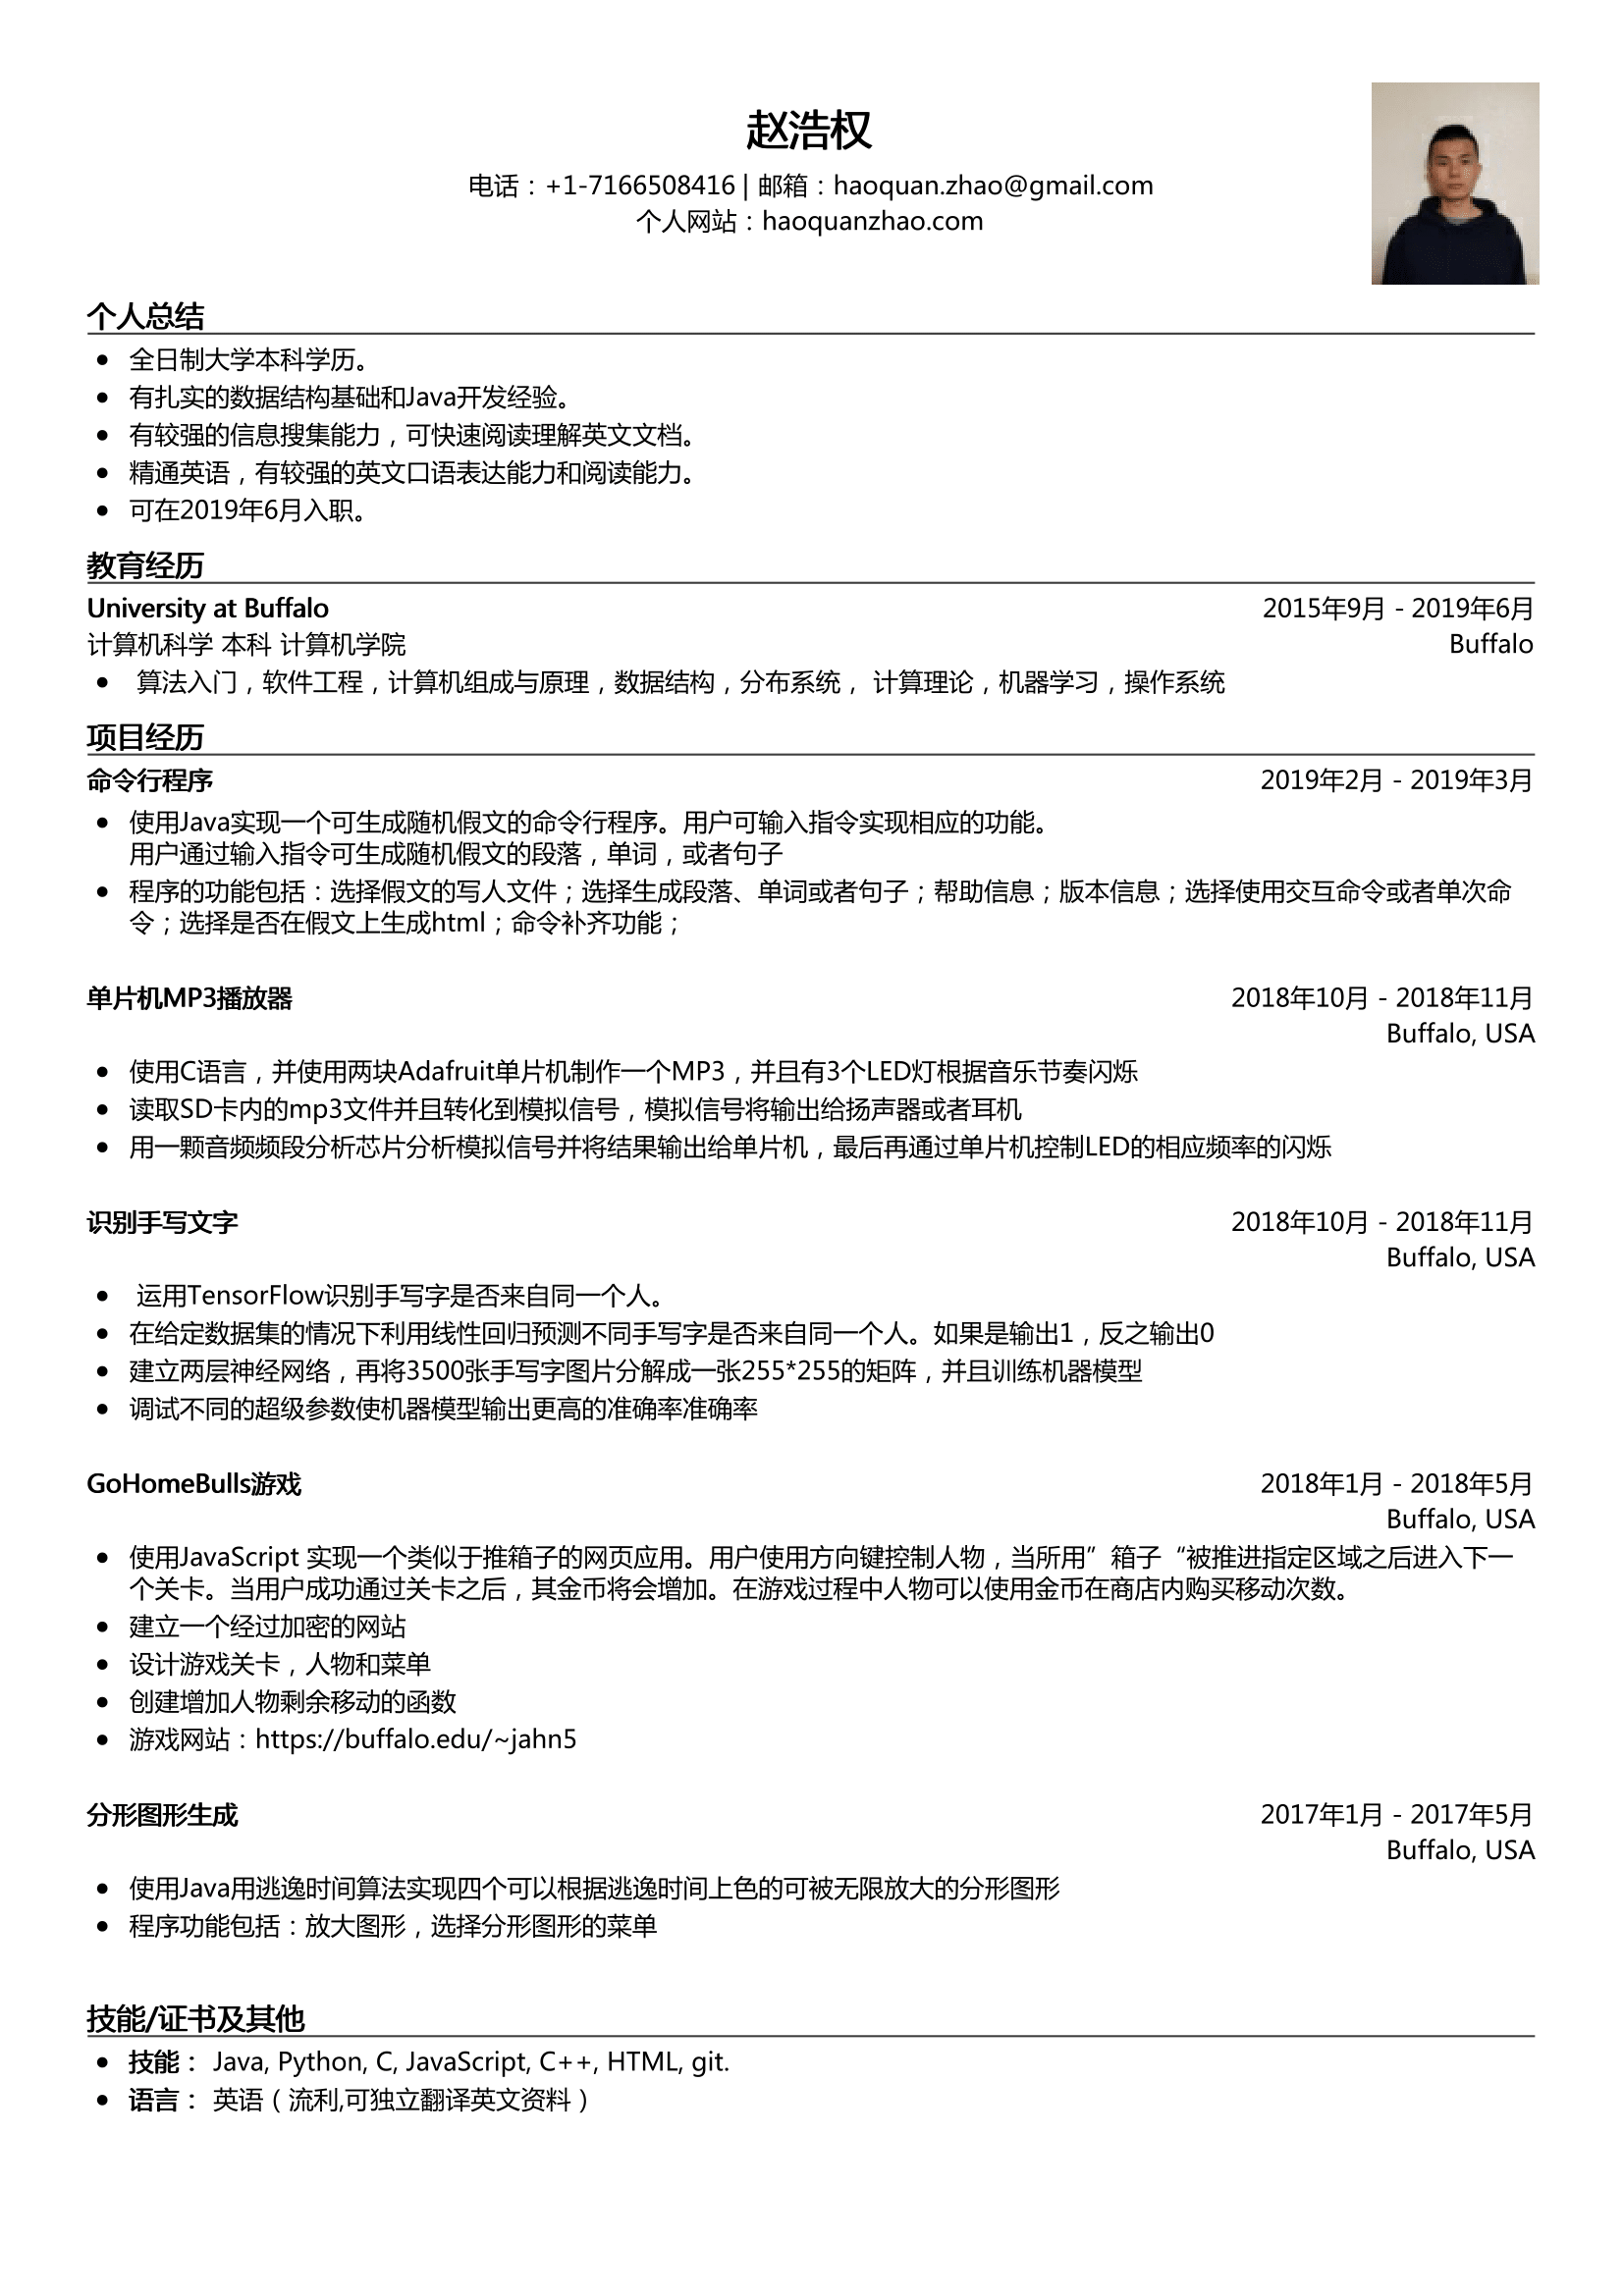 赵浩权
电话：+1-7166508416 | 邮箱：haoquan.zhao@gmail.com
个人网站：haoquanzhao.com
个人总结
● 全日制大学本科学历。
● 有扎实的数据结构基础和Java开发经验。
● 有较强的信息搜集能力，可快速阅读理解英文文档。
● 精通英语，有较强的英文口语表达能力和阅读能力。
● 可在2019年6月入职。
教育经历
University at Buffalo 2015年9月 - 2019年6月
计算机科学 本科 计算机学院 Buffalo
● 算法入门，软件工程，计算机组成与原理，数据结构，分布系统， 计算理论，机器学习，操作系统
项目经历
命令行程序 2019年2月 - 2019年3月
● 使用Java实现一个可生成随机假文的命令行程序。用户可输入指令实现相应的功能。
用户通过输入指令可生成随机假文的段落，单词，或者句子
● 程序的功能包括：选择假文的写人文件；选择生成段落、单词或者句子；帮助信息；版本信息；选择使用交互命令或者单次命
令；选择是否在假文上生成html；命令补齐功能；
单片机MP3播放器 2018年10月 - 2018年11月
Buffalo, USA
● 使用C语言，并使用两块Adafruit单片机制作一个MP3，并且有3个LED灯根据音乐节奏闪烁
● 读取SD卡内的mp3文件并且转化到模拟信号，模拟信号将输出给扬声器或者耳机
● 用一颗音频频段分析芯片分析模拟信号并将结果输出给单片机，最后再通过单片机控制LED的相应频率的闪烁
识别手写文字 2018年10月 - 2018年11月
Buffalo, USA
● 运用TensorFlow识别手写字是否来自同一个人。
● 在给定数据集的情况下利用线性回归预测不同手写字是否来自同一个人。如果是输出1，反之输出0
● 建立两层神经网络，再将3500张手写字图片分解成一张255*255的矩阵，并且训练机器模型
● 调试不同的超级参数使机器模型输出更高的准确率准确率
GoHomeBulls游戏 2018年1月 - 2018年5月
Buffalo, USA
● 使用JavaScript 实现一个类似于推箱子的网页应用。用户使用方向键控制人物，当所用”箱子“被推进指定区域之后进入下一
个关卡。当用户成功通过关卡之后，其金币将会增加。在游戏过程中人物可以使用金币在商店内购买移动次数。
● 建立一个经过加密的网站
● 设计游戏关卡，人物和菜单
● 创建增加人物剩余移动的函数
● 游戏网站：https://buffalo.edu/~jahn5
分形图形生成 2017年1月 - 2017年5月
Buffalo, USA
● 使用Java用逃逸时间算法实现四个可以根据逃逸时间上色的可被无限放大的分形图形
● 程序功能包括：放大图形，选择分形图形的菜单
技能/证书及其他
● 技能： Java, Python, C, JavaScript, C++, HTML, git.
● 语言： 英语（流利,可独立翻译英文资料）